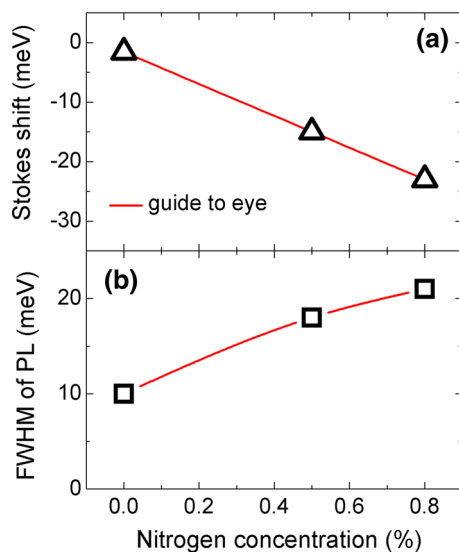 (a)
Stokes shift (meV)
0
-10
-20
-30
guide to eye
(b)
FWHM of PL (meV)
20
10
0
0.0 0.2 0.4 0.6 0.8
Nitrogen concentration (%)